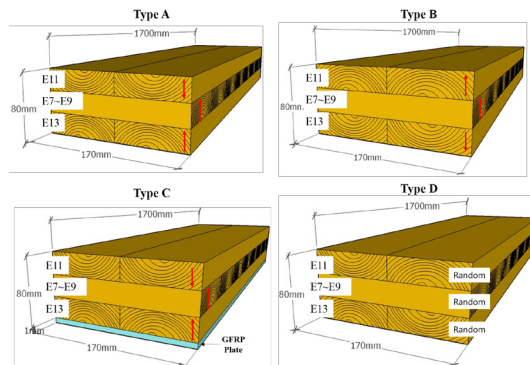 Type A
1700mm
E11
E7~E9
80mm
E13
170mm
Type B
1700mm
E11
80mm
E7~E9
E13
170mm
Type C
1700mm
E11
E7~E9
80mm
E13
1mm
170mm
GFRP
Plate
Type D
1700mm
E11
Random
80mm
E7~E9
Random
E13
Random
170mm